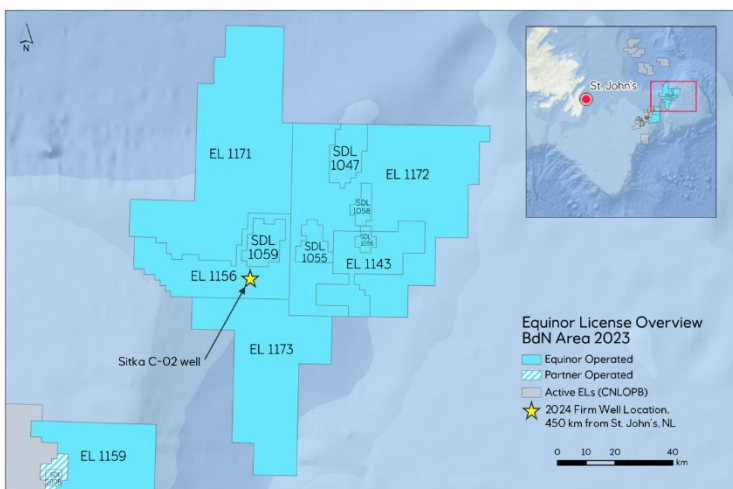 N
St. John's
EL 1171
SDL
1047
EL 1172
SDL
1058
SDL
1059
SDL
1055
SDL
EL 1143
EL 1156
Sitka C-02 well
EL 1173
EL 1159
SDL
Equinor License Overview
BdN Area 2023
Equinor Operated
Partner Operated
Active ELs (CNLOPB)
2024 Firm Well Location.
450 km from St. John's, NL
0 10 20 40
km